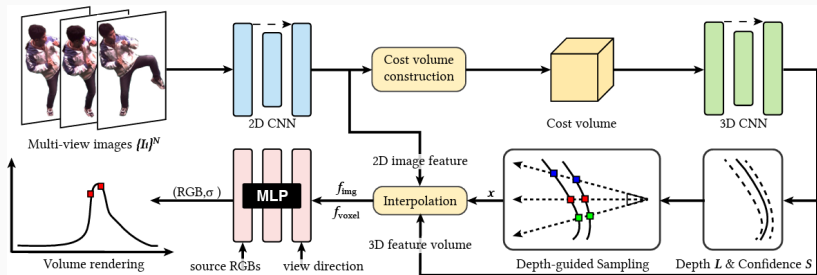 Cost volume
construction
2D CNN
Cost volume
3D CNN
Multi-view images {Iᵢ}ᴺ
2D image feature
(RGB,σ )
MLP
f_img
f_voxel
Interpolation
x
3D feature volume
Volume rendering
source RGBs
view direction
Depth-guided Sampling
Depth L & Confidence S